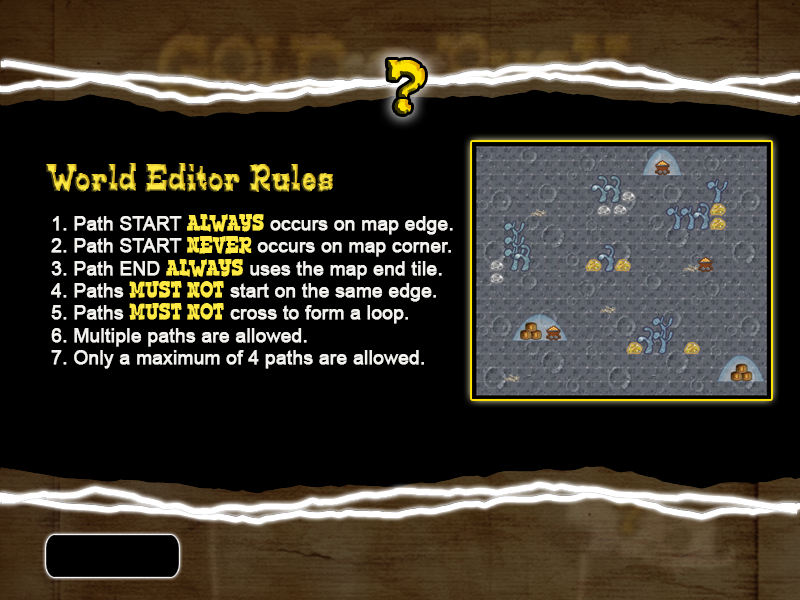 ?
World Editor Rules
1. Path START ALWAYS occurs on map edge.
2. Path START NEVER occurs on map corner.
3. Path END ALWAYS uses the map end tile.
4. Paths MUST NOT start on the same edge.
5. Paths MUST NOT cross to form a loop.
6. Multiple paths are allowed.
7. Only a maximum of 4 paths are allowed.